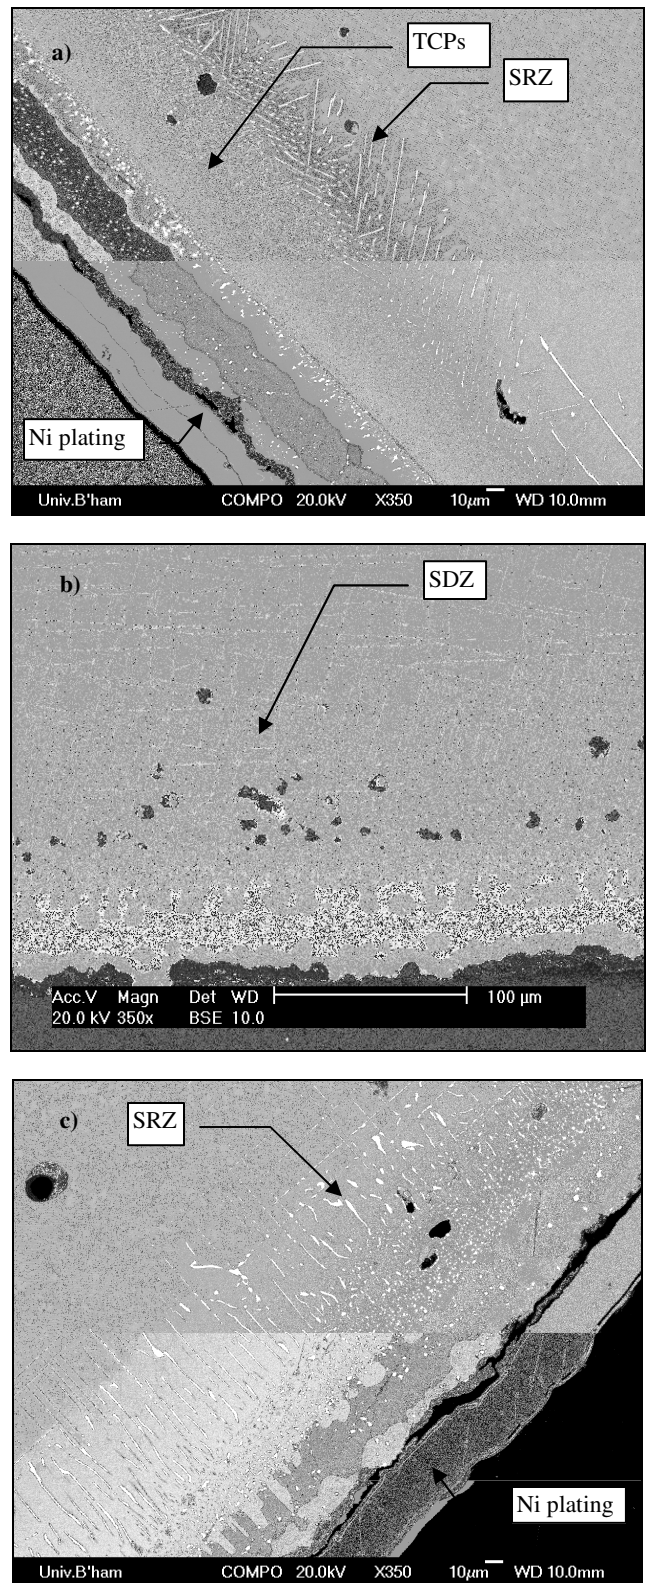 a)
TCPs
SRZ
Ni plating
Univ.B'ham COMPO 20.0kV X350 10µm WD 10.0mm
b)
SDZ
Acc.V Magn Det WD 100 µm
20.0 kV 350x BSE 10.0
c)
SRZ
Ni plating
Univ.B'ham COMPO 20.0kV X350 10µm WD 10.0mm